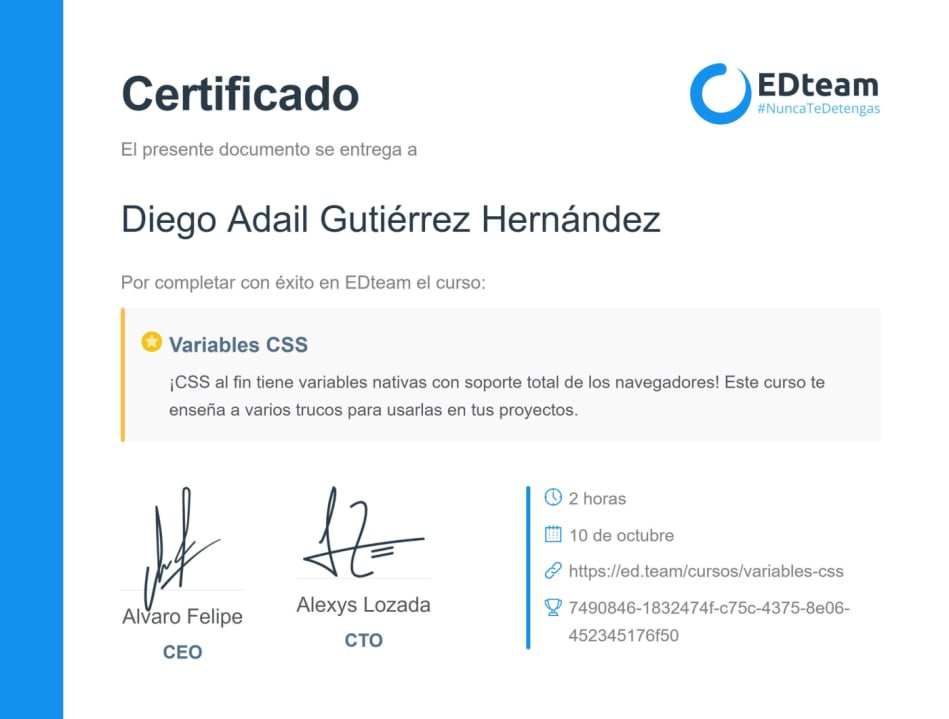 Certificado
EDteam
#NuncaTeDetengas
El presente documento se entrega a
Diego Adail Gutiérrez Hernández
Por completar con éxito en EDteam el curso:
Variables CSS
¡CSS al fin tiene variables nativas con soporte total de los navegadores! Este curso te
enseña a varios trucos para usarlas en tus proyectos.
Alvaro Felipe
CEO
Alexys Lozada
CTO
2 horas
10 de octubre
https://ed.team/cursos/variables-css
7490846-1832474f-c75c-4375-8e06-
452345176f50